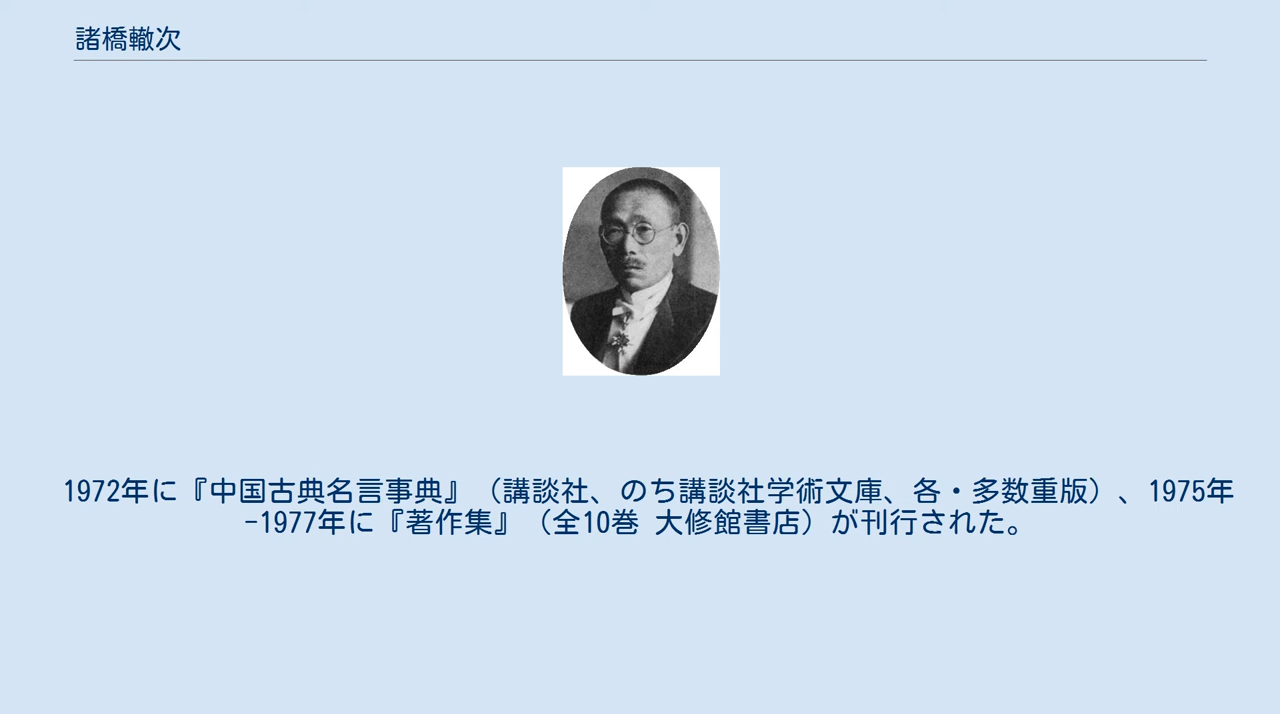 諸橋轍次
1972年に『中国古典名言事典』（講談社、のち講談社学術文庫、各・多数重版）、1975年
-1977年に『著作集』（全10巻 大修館書店）が刊行された。